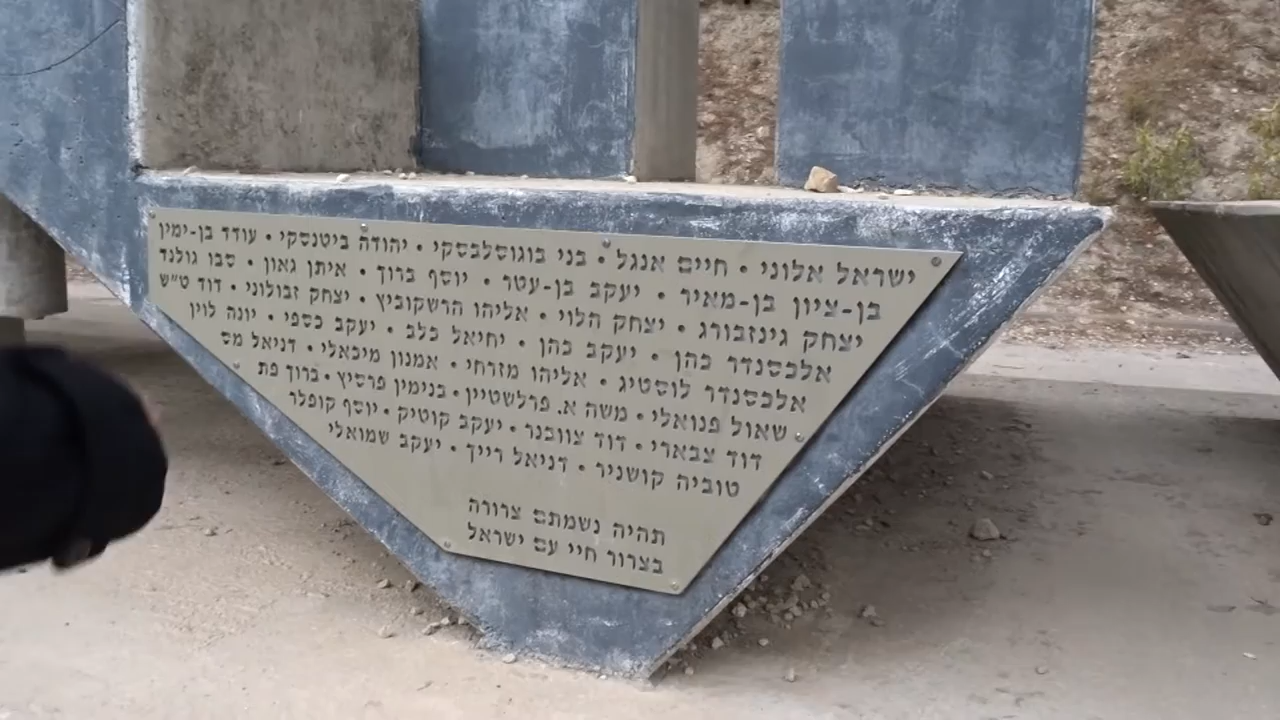 ישראל אלוני • חיים אנגל • בני בוגוסלבסקי • יהודה ביטנסקי • עודד בן-ימין
בן-ציון בן-מאיר • יעקב בן-עטר • יוסף ברוך • איתן גאון • סבו גולנד
יצחק גינזבורג • יצחק הלוי • אליהו הרשקוביץ • יצחק זבולוני • דוד ט״ש
אלכסנדר כהן • יעקב כהן • יחיאל כלב • יעקב כספי • יונה לוין
אלכסנדר לוסטיג • אליהו מזרחי • אמנון מיכאלי • דניאל מס
שאול פנואלי • משה א. פרלשטיין • בנימין פרסיץ • ברוך פת
דוד צבארי • דוד צוובנר • יעקב קוטיק • יוסף קופלר
טוביה קושניר • דניאל רייך • יעקב שמואלי
תהיה נשמתם צרורה
בצרור חיי עם ישראל